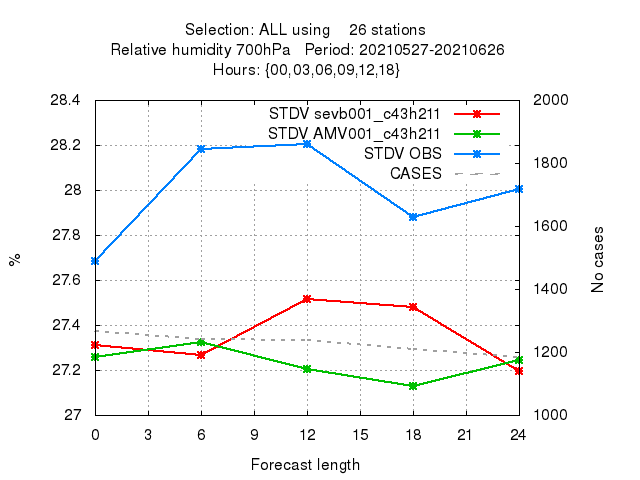 Selection: ALL using    26 stations
Relative humidity 700hPa   Period: 20210527-20210626
Hours: {00,03,06,09,12,18}
28.4
28.2
28
27.8
27.6
27.4
27.2
27
2000
1800
1600
1400
1200
1000
STDV sevb001_c43h211
STDV AMV001_c43h211
STDV OBS
CASES
%
No cases
0 3 6 9 12 15 18 21 24
Forecast length